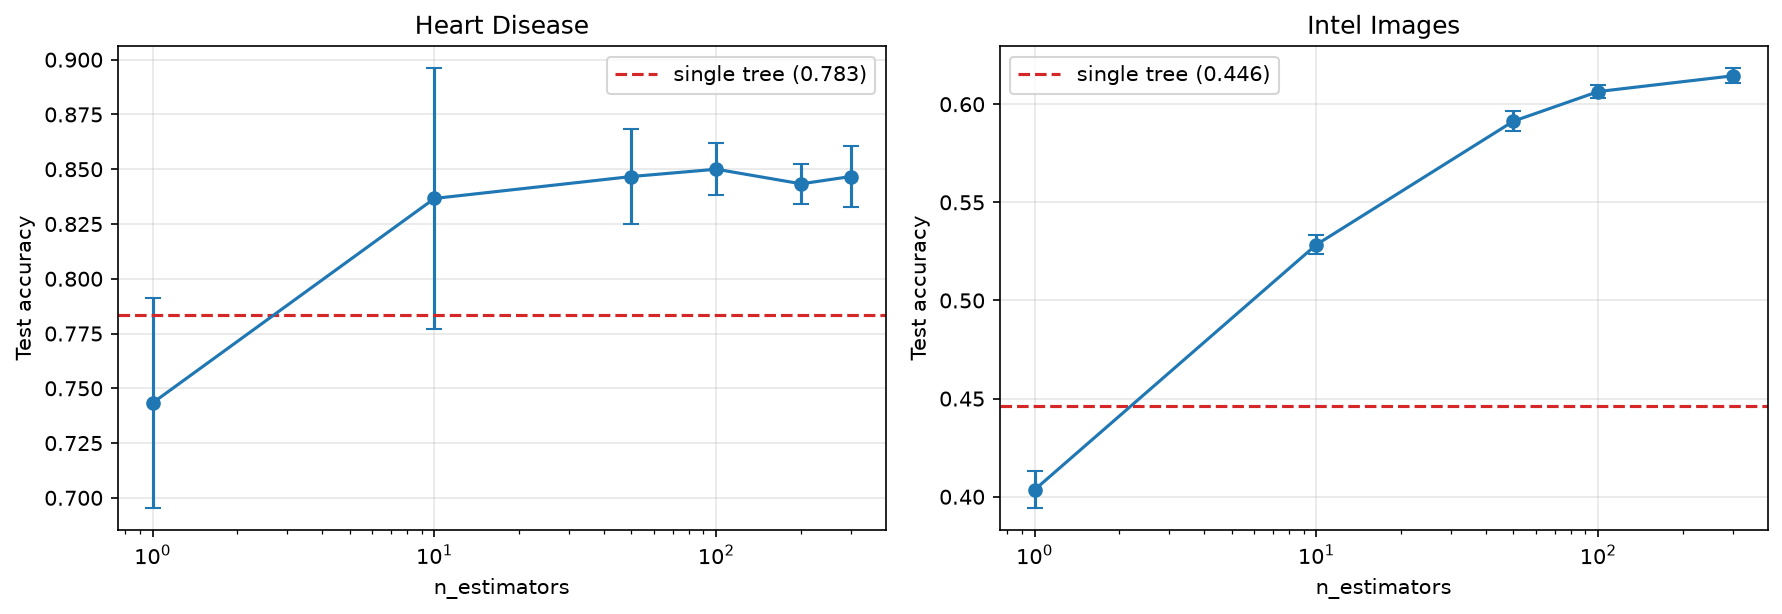 Heart Disease
single tree (0.783)
0.900
0.875
0.850
0.825
0.800
0.775
0.750
0.725
0.700
Test accuracy
10⁰
10¹
10²
n_estimators
Intel Images
single tree (0.446)
0.60
0.55
0.50
0.45
0.40
Test accuracy
10⁰
10¹
10²
n_estimators